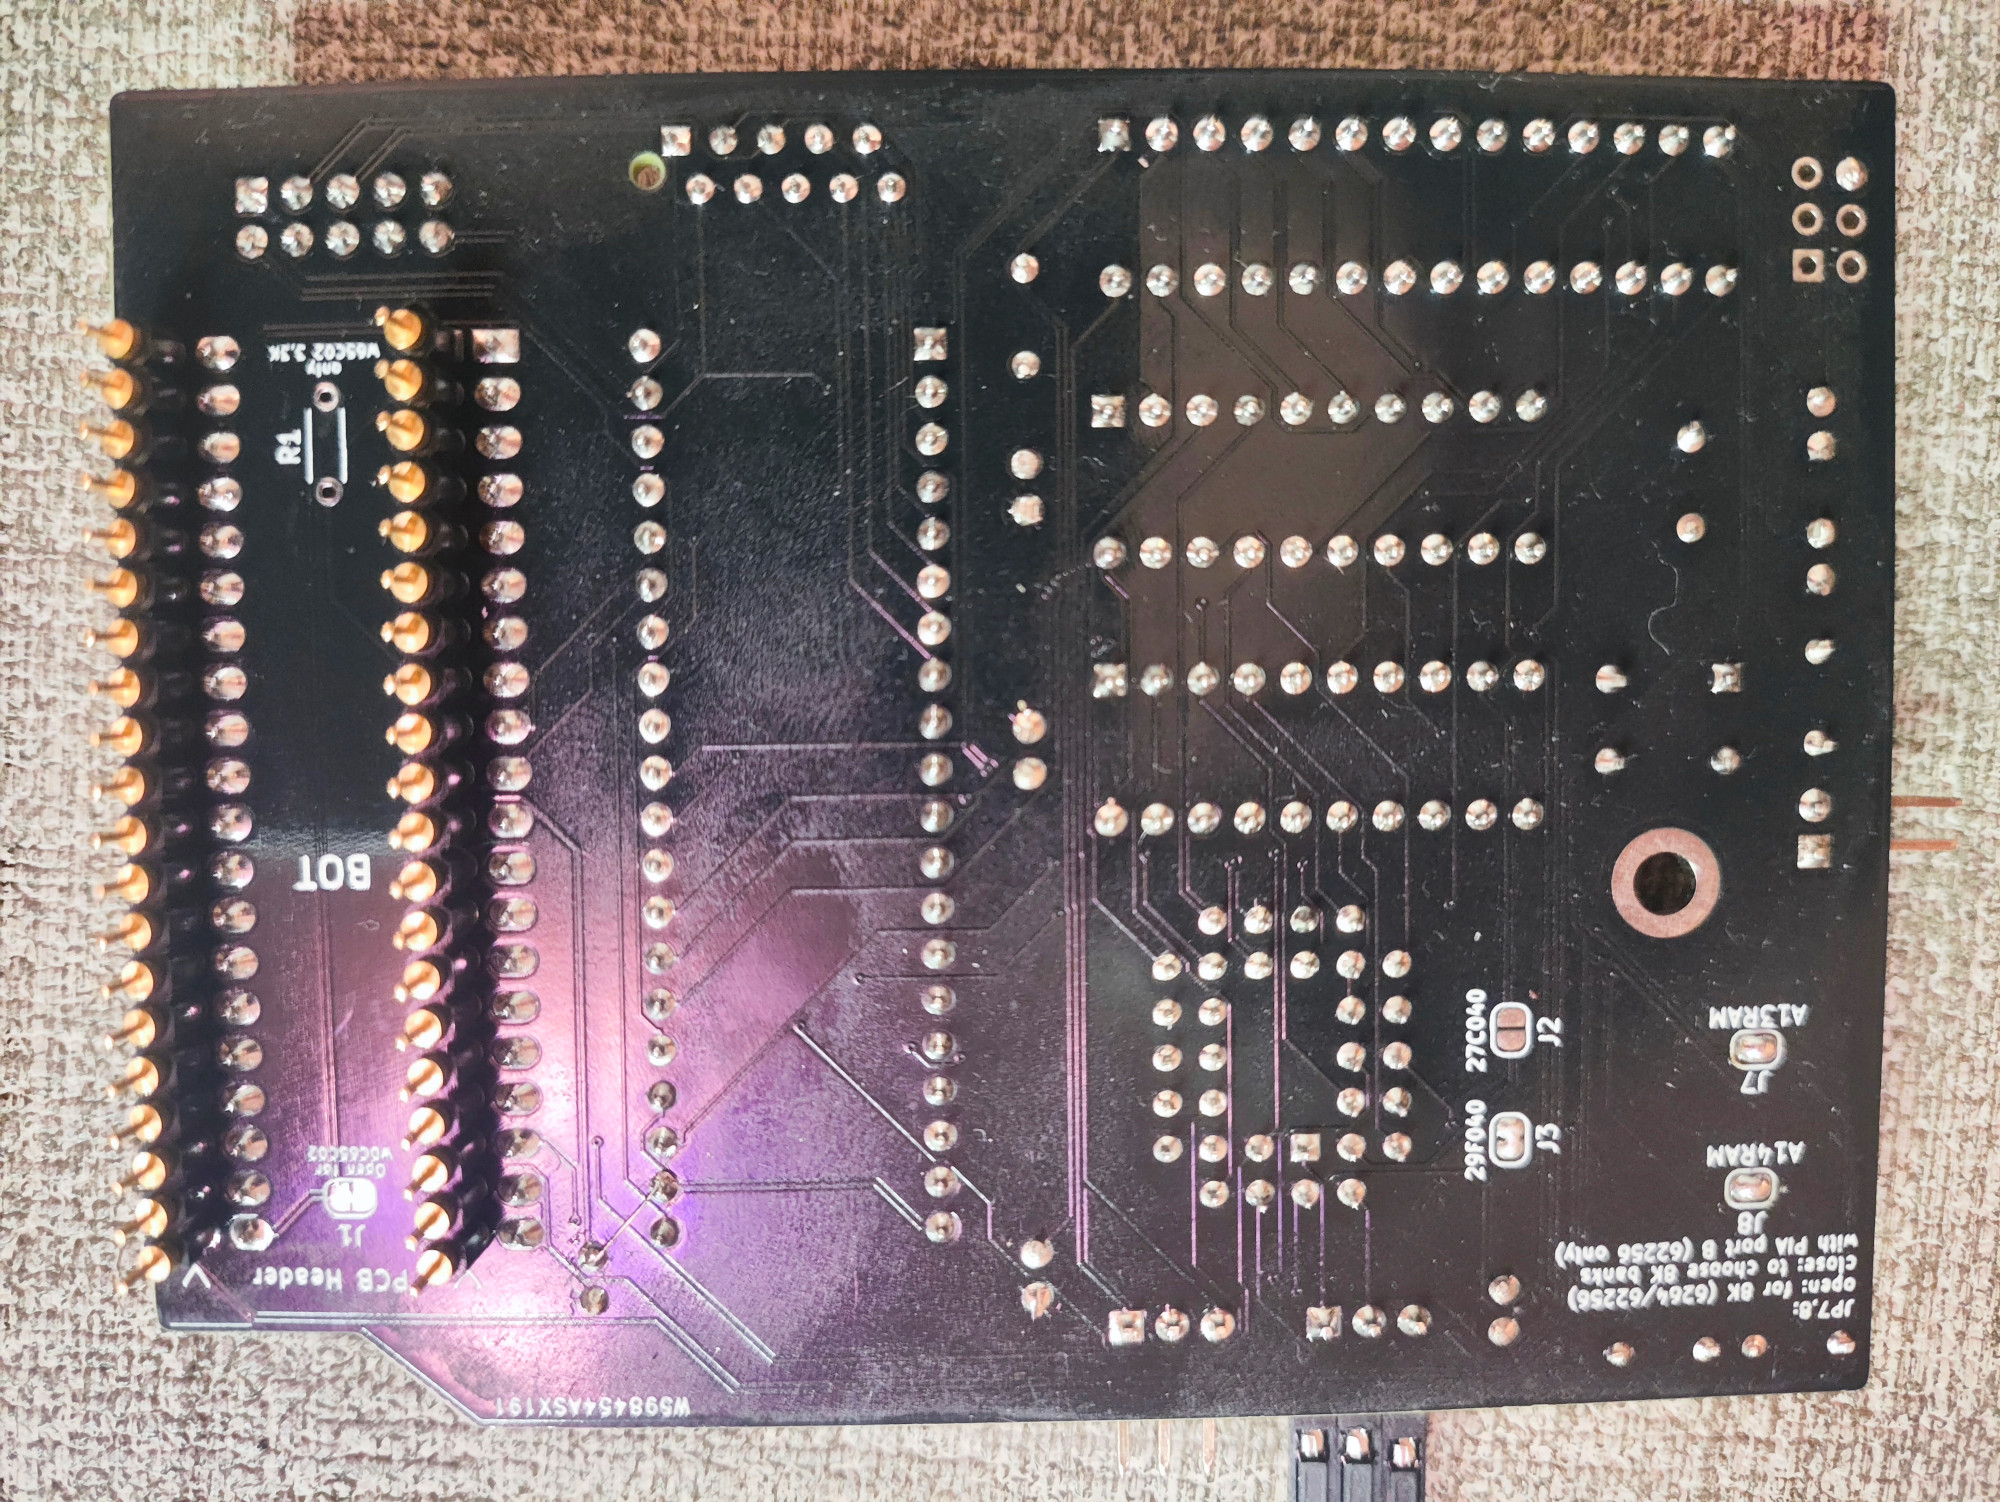 W65C02 3,3K
only
R1
BOT
Open for
WDC65C02
J1
PCB Header
W598454ASX191
27C040
J2
29F040
J3
A13RAM
J7
A14RAM
J8
JP7,8:
open: for 8K (6264/62256)
close: to choose 8K banks
with PIA port B (62256 only)